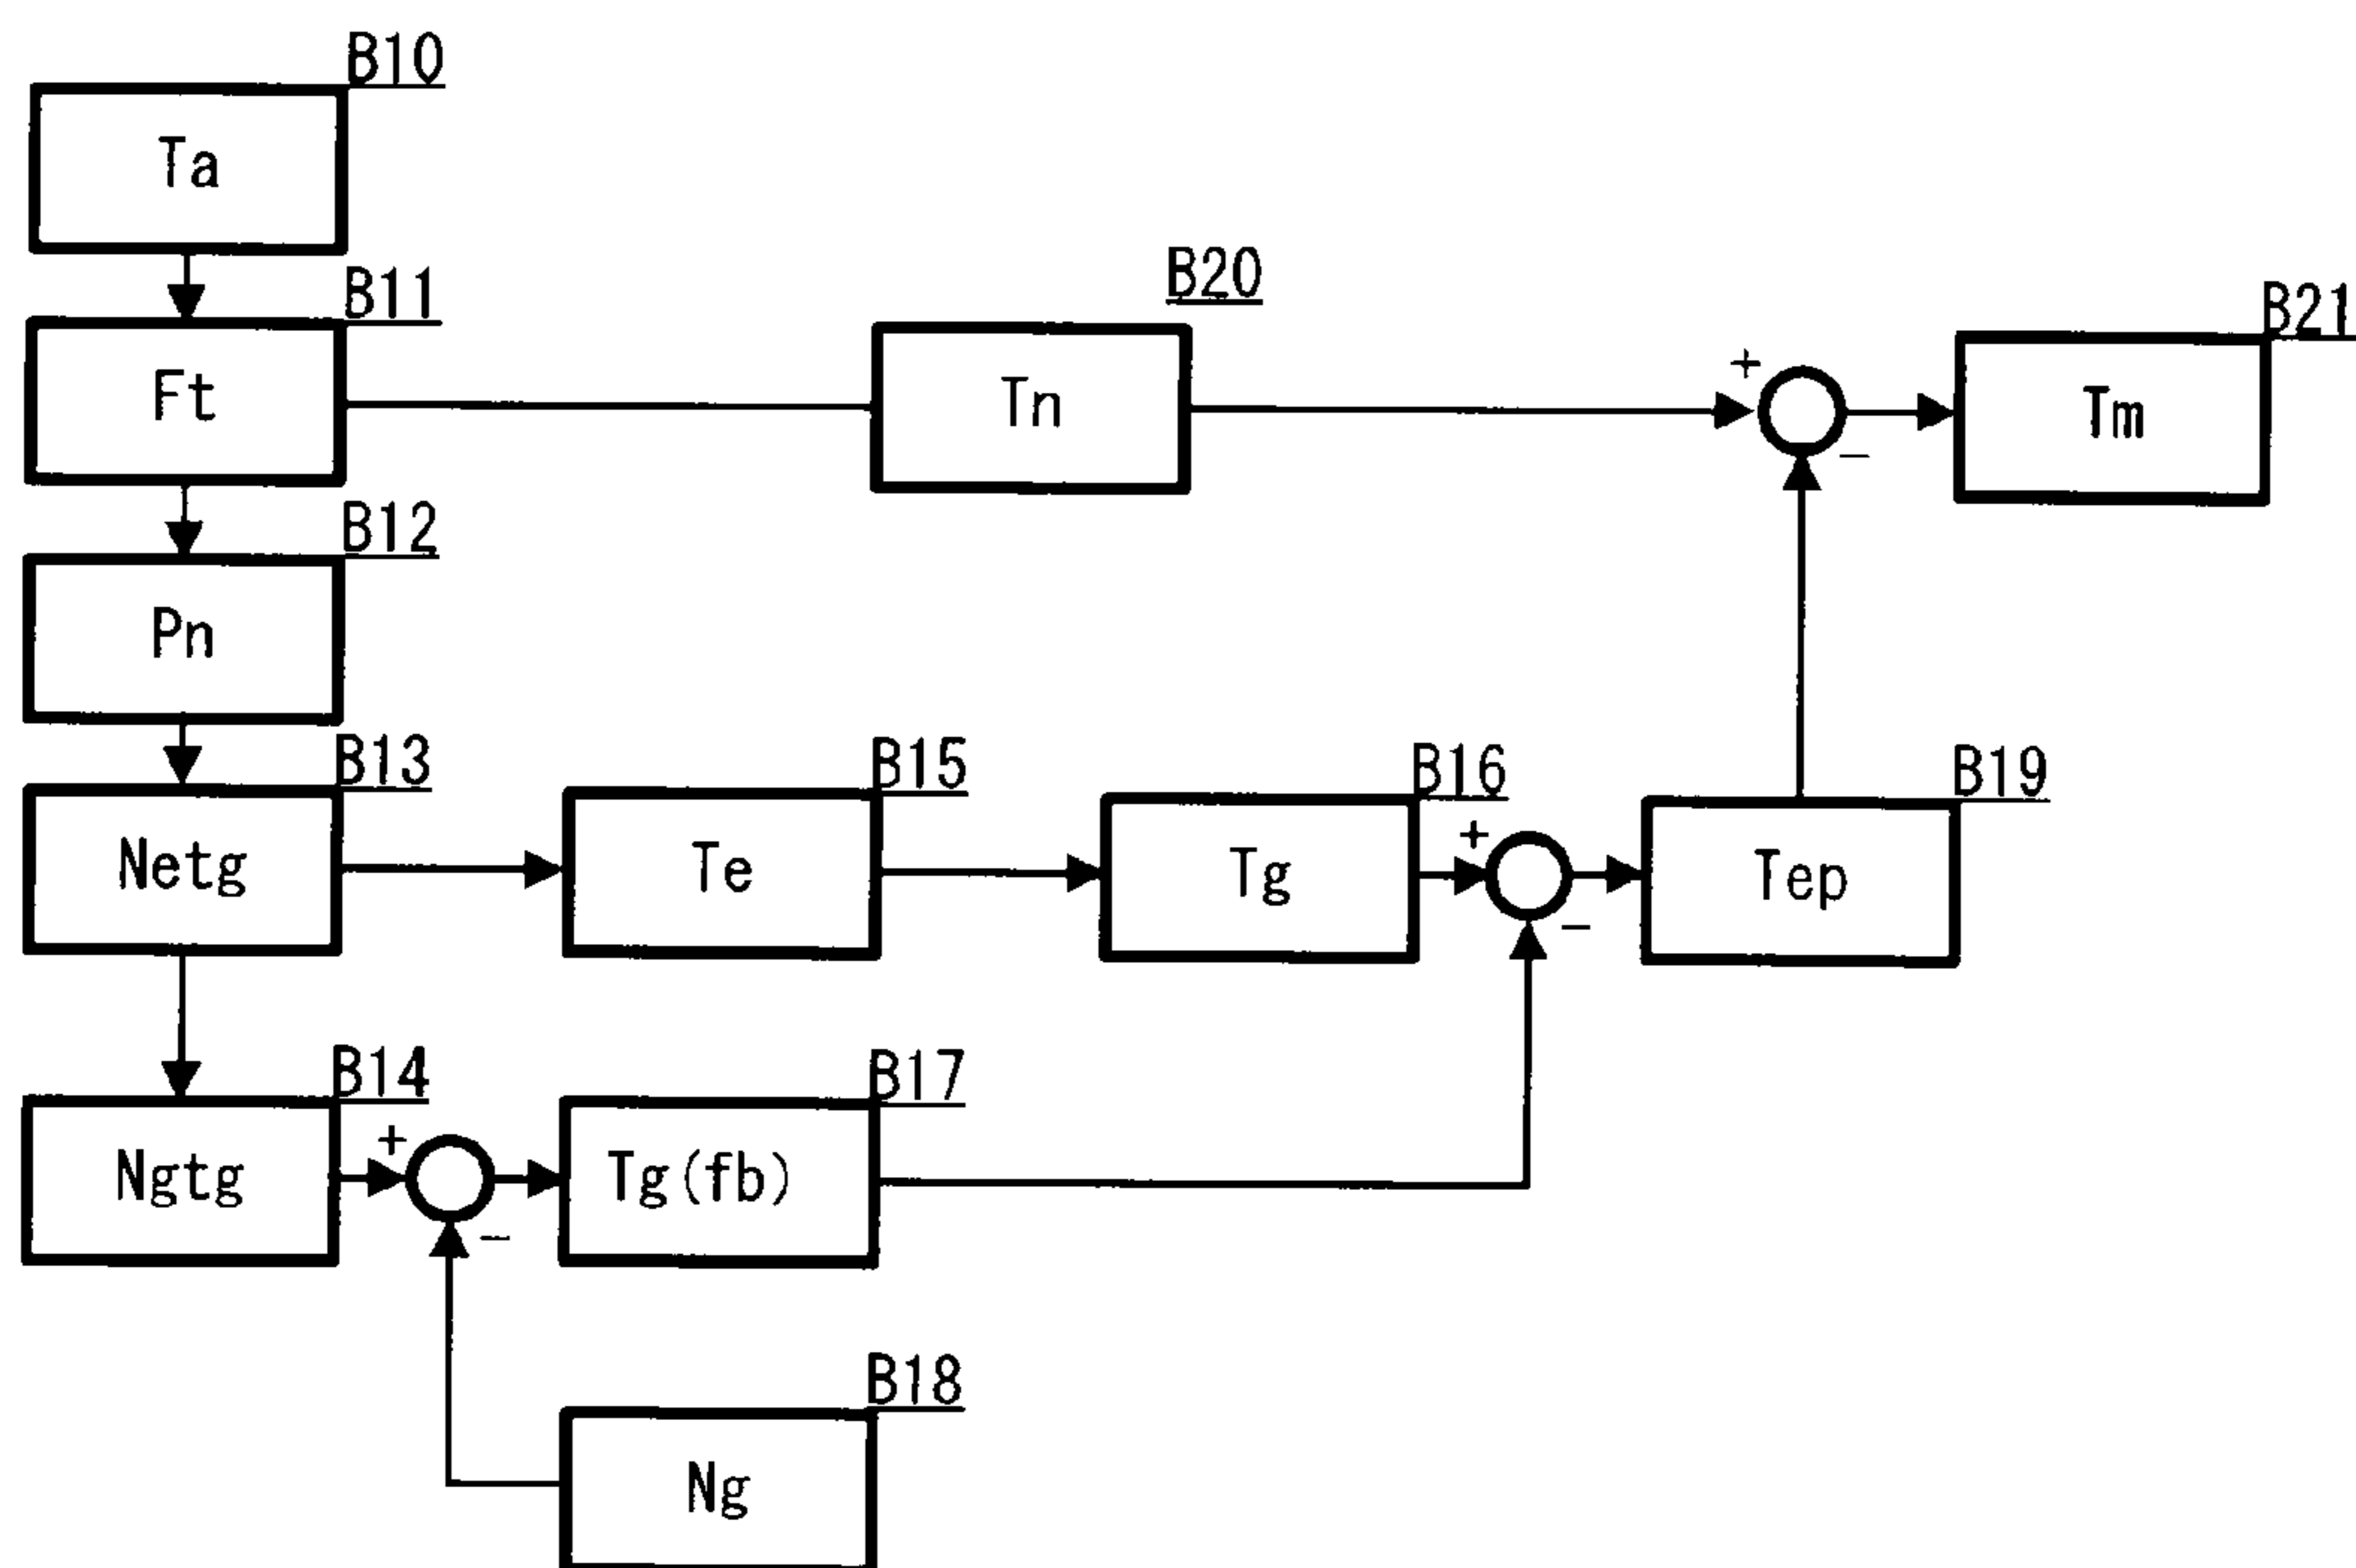 B10
Ta
B11
Ft
B20
Tn
+
−
B21
Tm
B12
Pn
B13
Netg
B15
Te
B16
Tg
+
−
B19
Tep
B14
Ngtg
+
−
B17
Tg(fb)
B18
Ng